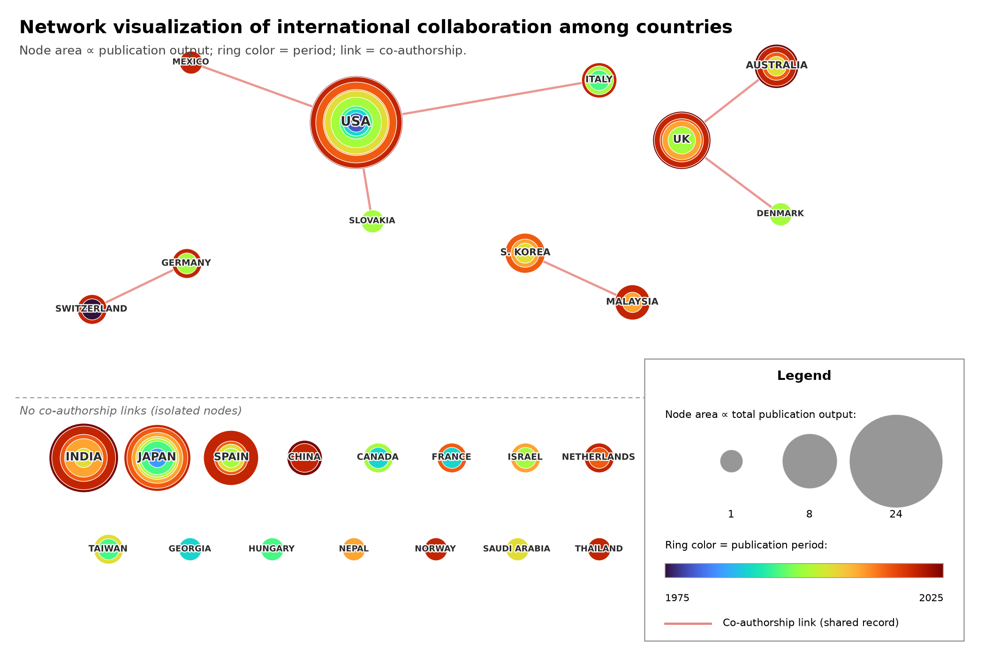 Network visualization of international collaboration among countries
Node area ∝ publication output; ring color = period; link = co-authorship.
MEXICO
AUSTRALIA
ITALY
USA
UK
DENMARK
SLOVAKIA
S. KOREA
GERMANY
MALAYSIA
SWITZERLAND
No co-authorship links (isolated nodes)
INDIA JAPAN SPAIN CHINA CANADA FRANCE ISRAEL NETHERLANDS
TAIWAN GEORGIA HUNGARY NEPAL NORWAY SAUDI ARABIA THAILAND
Legend
Node area ∝ total publication output:
1 8 24
Ring color = publication period:
1975 2025
Co-authorship link (shared record)